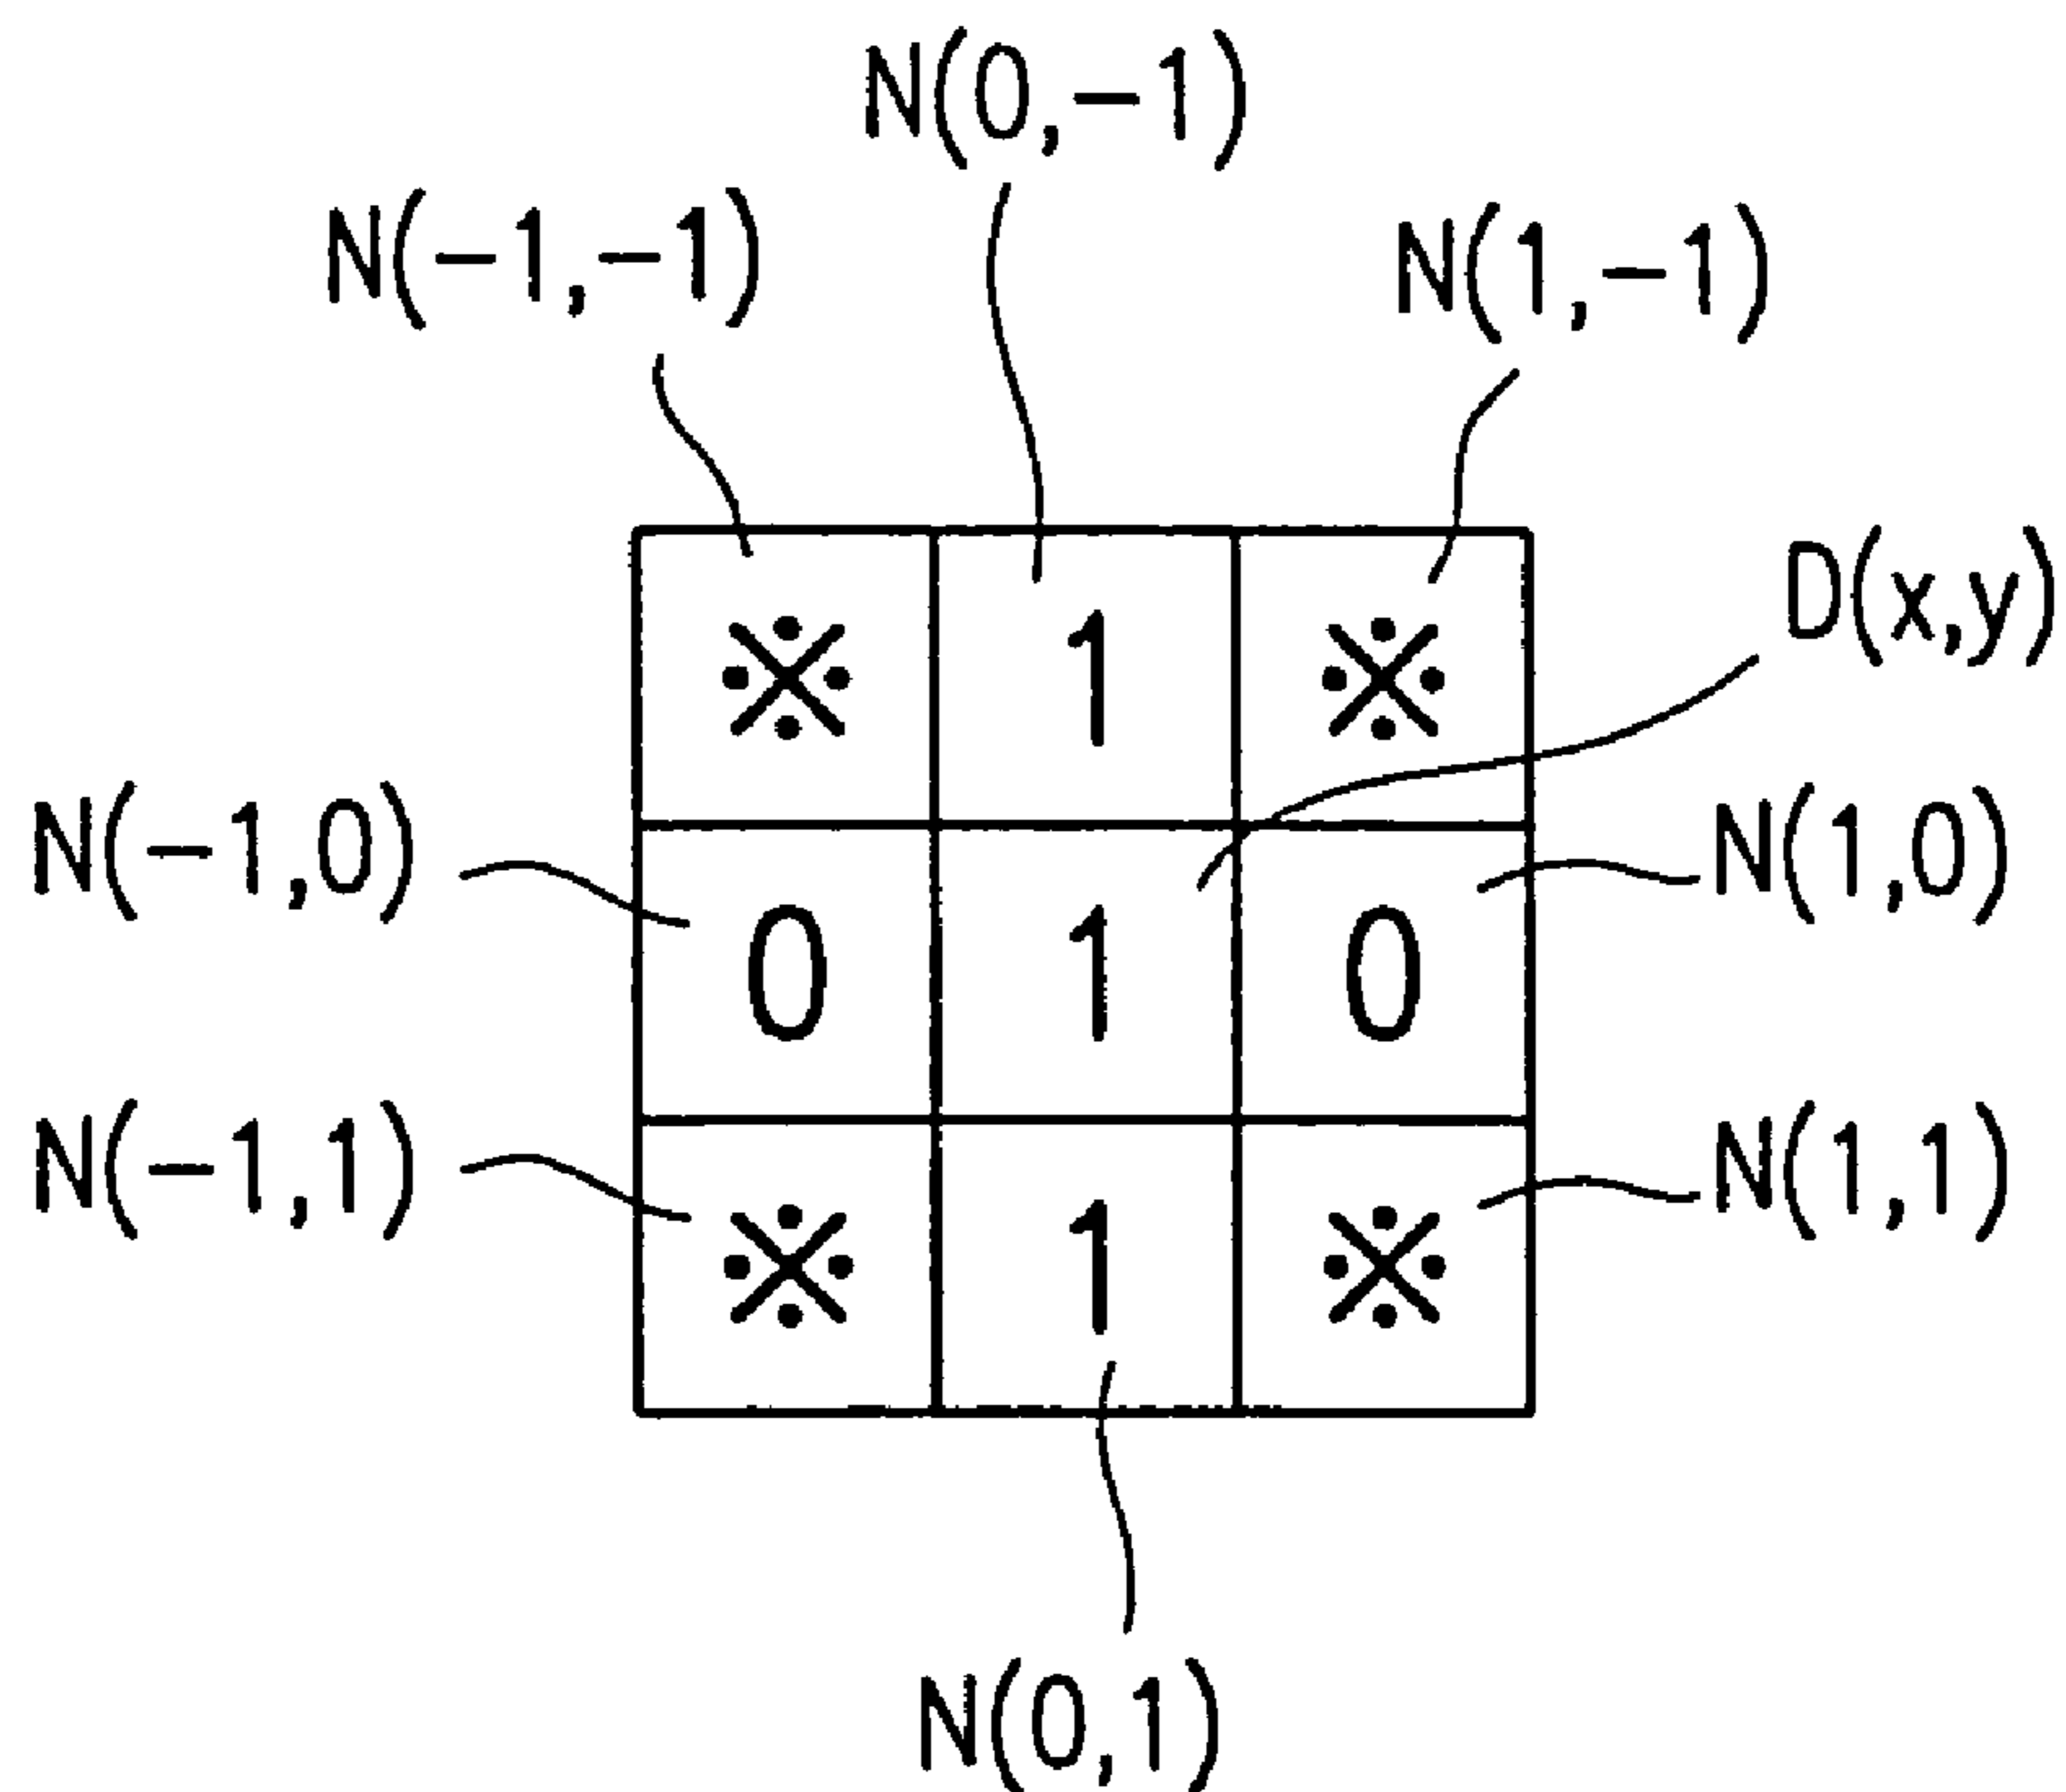 N(0,-1)
N(-1,-1)
N(1,-1)
D(x,y)
※ 1 ※
N(-1,0)
N(1,0)
0 1 0
N(-1,1)
N(1,1)
※ 1 ※
N(0,1)